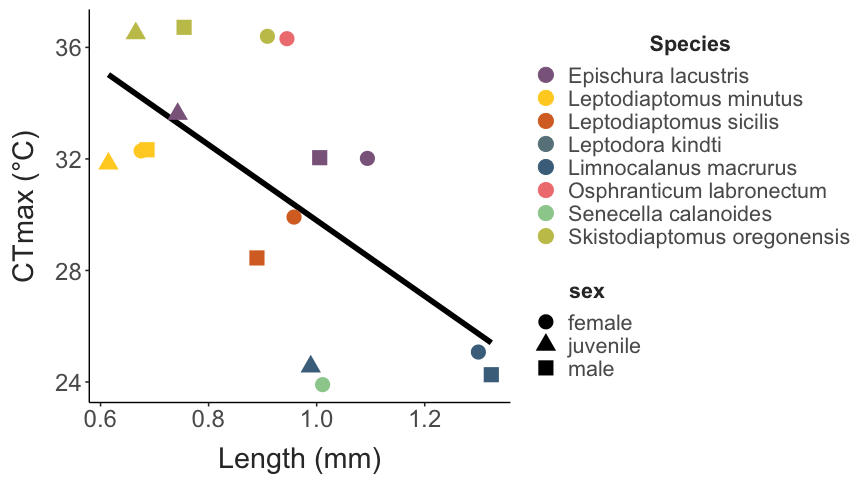 36
32
28
24
CTmax (°C)
0.6
0.8
1.0
1.2
Length (mm)
Species
Epischura lacustris
Leptodiaptomus minutus
Leptodiaptomus sicilis
Leptodora kindti
Limnocalanus macrurus
Osphranticum labronectum
Senecella calanoides
Skistodiaptomus oregonensis
sex
female
juvenile
male